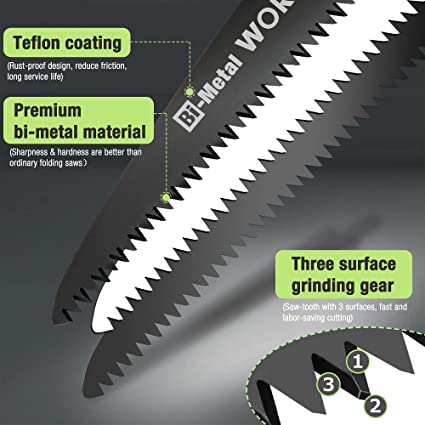 Teflon coating
(Rust-proof design, reduce friction,
long service life)
Bi-Metal WOR
Premium
bi-metal material
(Sharpness & hardness are better than
ordinary folding saws)
Three surface
grinding gear
(Saw-tooth with 3 surfaces, fast and
labor-saving cutting)
1
3
2